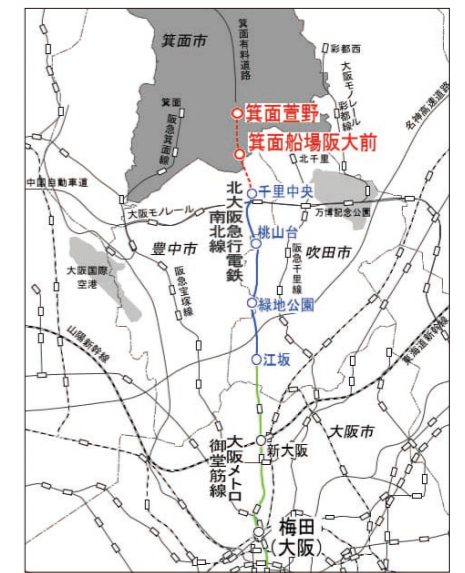 箕面市
箕面有料道路
彩都西
大阪モノレール
彩都線
名神高速道路
箕面
阪急箕面線
箕面萱野
箕面船場阪大前
北千里
中国自動車道
千里中央
大阪モノレール
万博記念公園
北大阪急行電鉄
南北線
桃山台
豊中市
吹田市
阪急千里線
大阪国際
空港
阪急宝塚線
緑地公園
山陽新幹線
東海道新幹線
江坂
大阪市
新大阪
大阪メトロ
御堂筋線
梅田
(大阪)